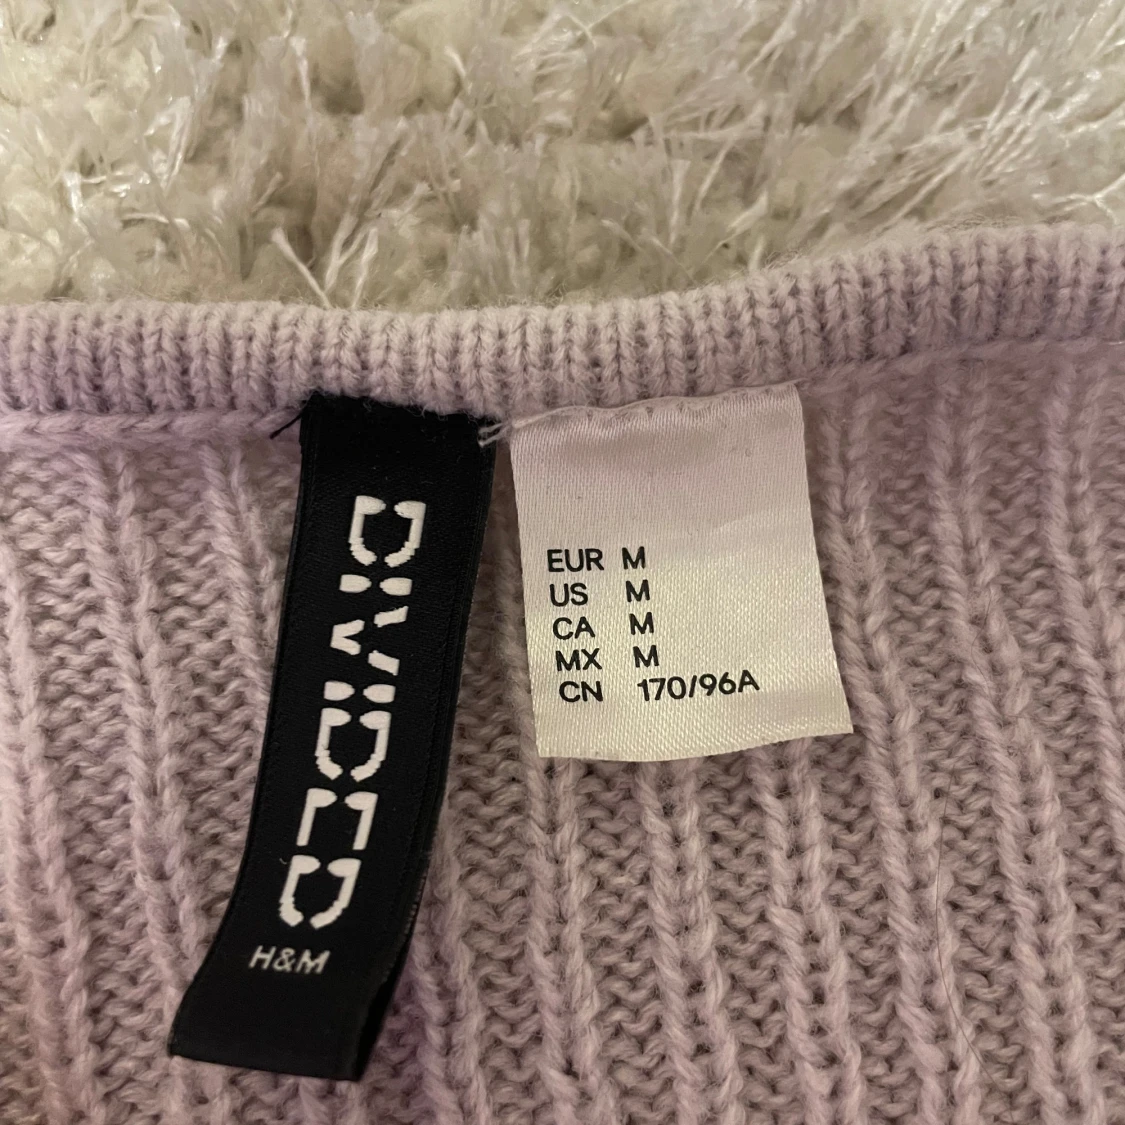 DIVIDED
H&M
EUR M
US M
CA M
MX M
CN 170/96A